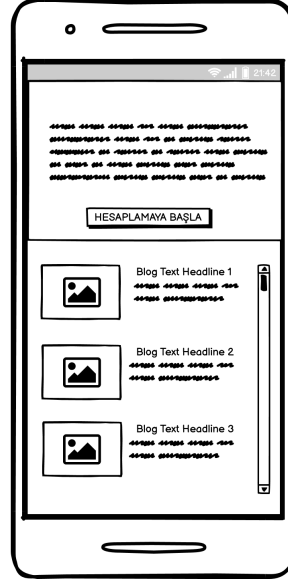 21:42
HESAPLAMAYA BAŞLA
Blog Text Headline 1
Blog Text Headline 2
Blog Text Headline 3